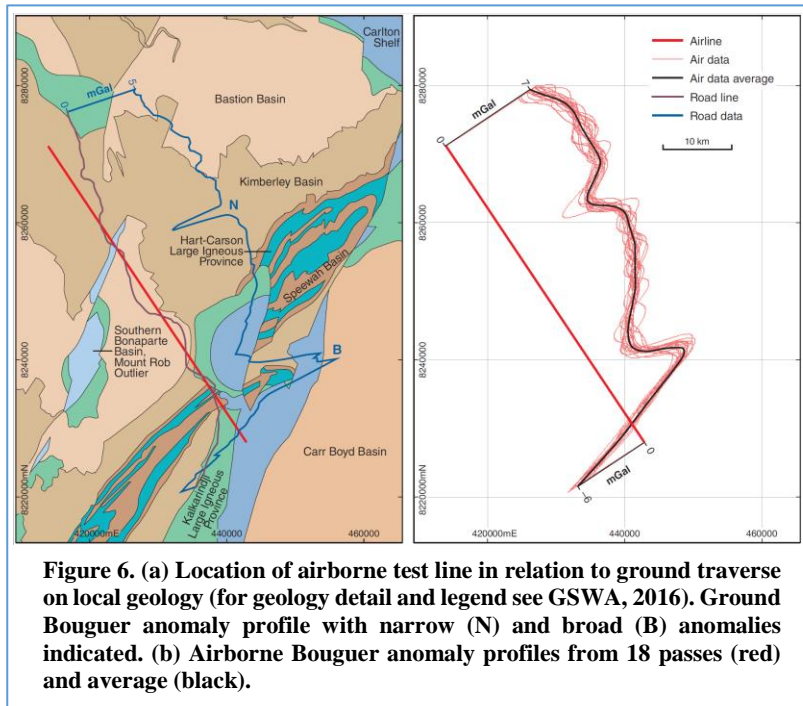 Carlton
Shelf
8280000
0
mGal
5
Bastion Basin
Kimberley Basin
N
8260000
Hart-Carson
Large Igneous
Province
Speewah Basin
Southern
Bonaparte
Basin,
Mount Rob
Outlier
8240000
B
Carr Boyd Basin
Kalkarindji
Large Igneous
Province
8220000mN
420000mE
440000
460000
Airline
Air data
Air data average
Road line
Road data
10 km
8280000
7
mGal
0
8260000
8240000
0
mGal
–6
8220000mN
420000mE
440000
460000
Figure 6. (a) Location of airborne test line in relation to ground traverse
on local geology (for geology detail and legend see GSWA, 2016). Ground
Bouguer anomaly profile with narrow (N) and broad (B) anomalies
indicated. (b) Airborne Bouguer anomaly profiles from 18 passes (red)
and average (black).